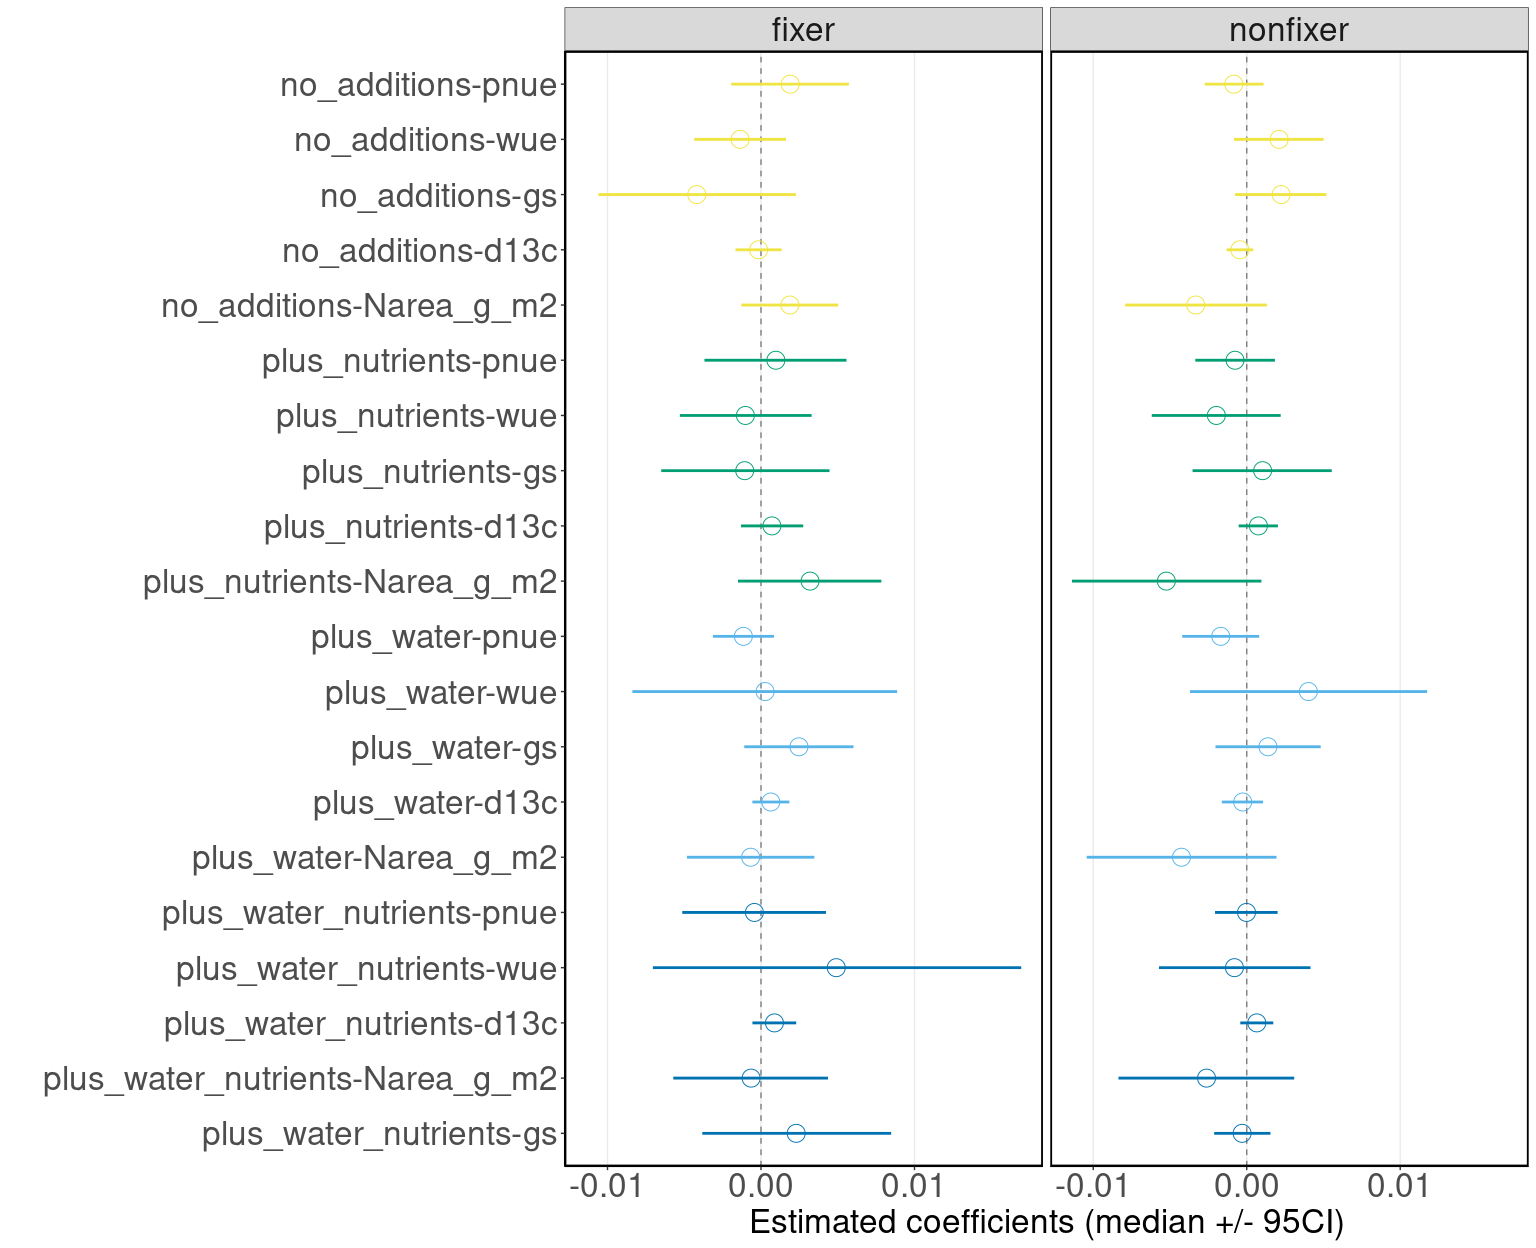 fixer
nonfixer
no_additions-pnue
no_additions-wue
no_additions-gs
no_additions-d13c
no_additions-Narea_g_m2
plus_nutrients-pnue
plus_nutrients-wue
plus_nutrients-gs
plus_nutrients-d13c
plus_nutrients-Narea_g_m2
plus_water-pnue
plus_water-wue
plus_water-gs
plus_water-d13c
plus_water-Narea_g_m2
plus_water_nutrients-pnue
plus_water_nutrients-wue
plus_water_nutrients-d13c
plus_water_nutrients-Narea_g_m2
plus_water_nutrients-gs
-0.01 0.00 0.01 -0.01 0.00 0.01
Estimated coefficients (median +/- 95CI)